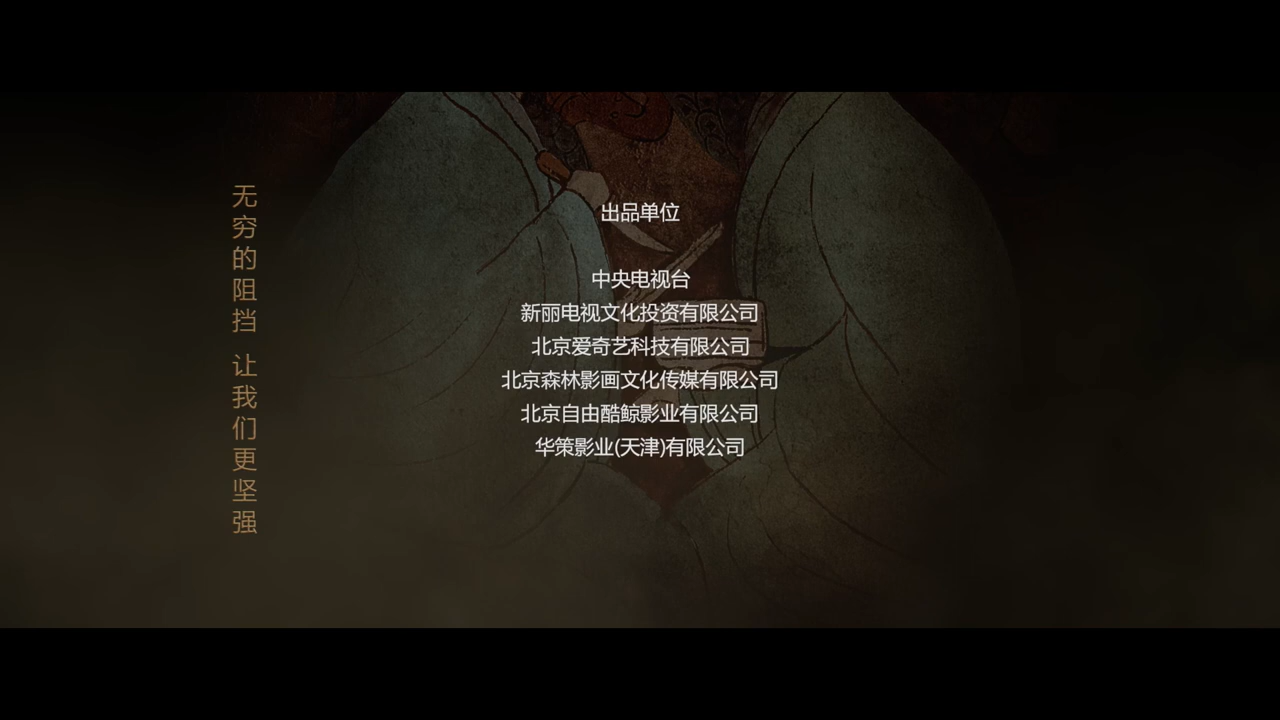 无穷的阻挡 让我们更坚强
出品单位
中央电视台
新丽电视文化投资有限公司
北京爱奇艺科技有限公司
北京森林影画文化传媒有限公司
北京自由酷鲸影业有限公司
华策影业(天津)有限公司